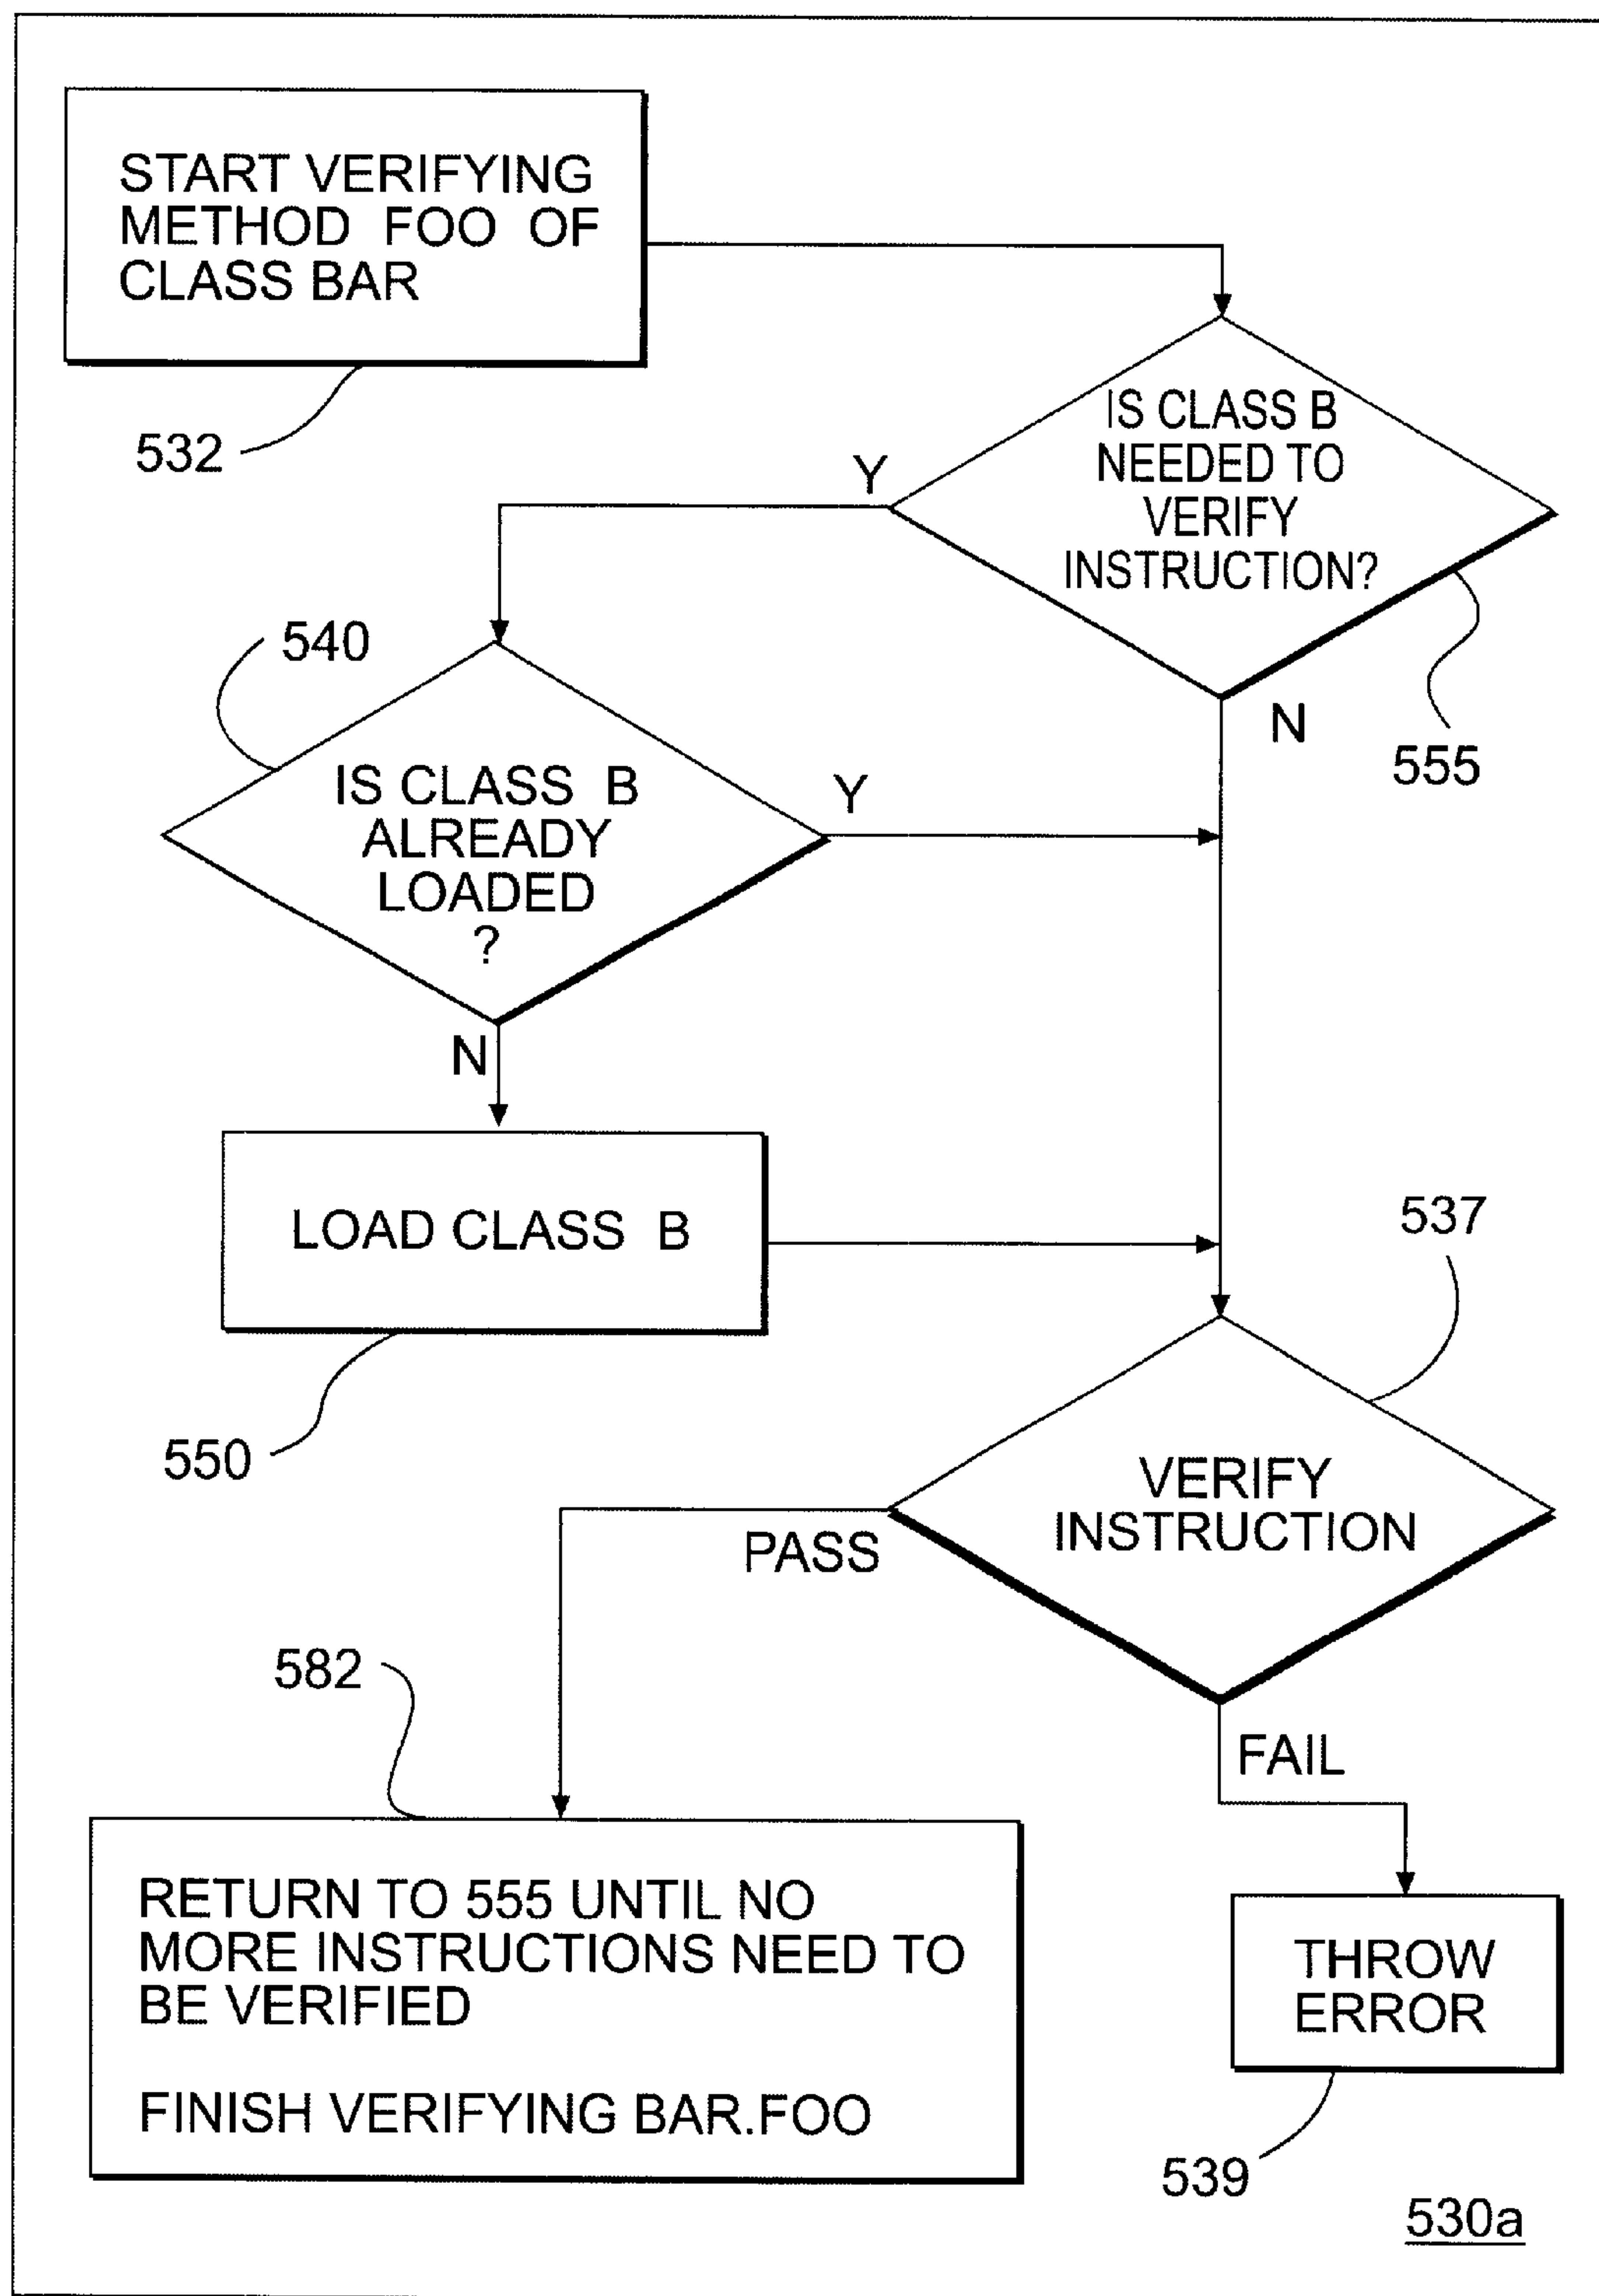 START VERIFYING
METHOD FOO OF
CLASS BAR
532
IS CLASS B
NEEDED TO
VERIFY
INSTRUCTION?
Y
N
555
540
IS CLASS B
ALREADY
LOADED
?
Y
N
LOAD CLASS B
550
537
VERIFY
INSTRUCTION
PASS
FAIL
582
RETURN TO 555 UNTIL NO
MORE INSTRUCTIONS NEED TO
BE VERIFIED
FINISH VERIFYING BAR.FOO
THROW
ERROR
539
530a